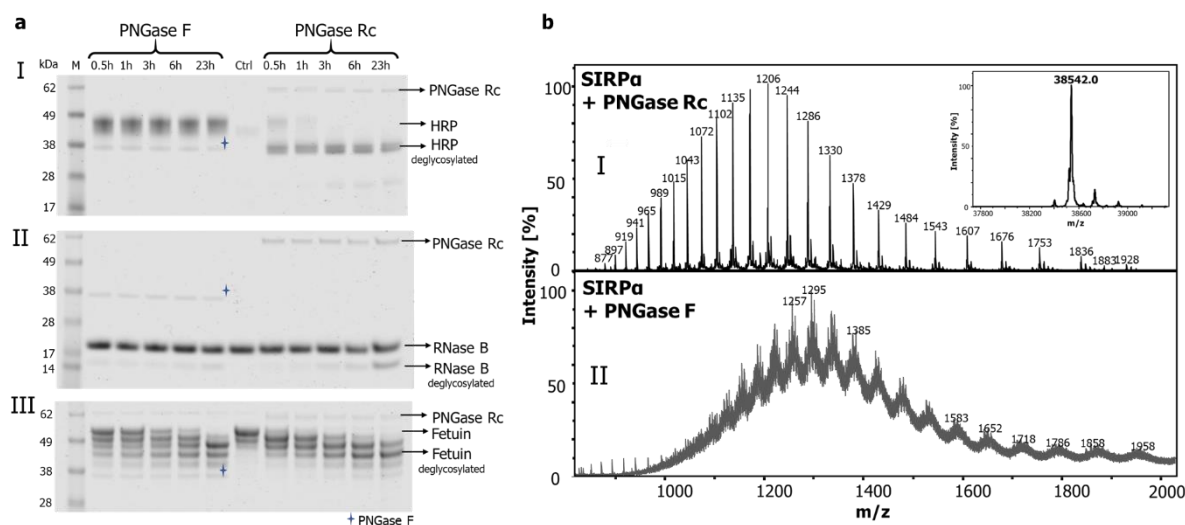 a
PNGase F PNGase Rc
I kDa M 0.5h 1h 3h 6h 23h Ctrl 0.5h 1h 3h 6h 23h
62 PNGase Rc
49 HRP
38 HRP
deglycosylated
28
17
II
62 PNGase Rc
49
38
28
17 RNase B
14 RNase B
deglycosylated
III
62 PNGase Rc
49 Fetuin
Fetuin
38 deglycosylated
28
PNGase F
b
SIRPα
+ PNGase Rc
I
Intensity [%]
100
50
0
877 897 919 941 965 989 1015 1043 1072 1102 1135 1206 1244 1286 1330 1378 1429 1484 1543 1607 1676 1753 1836 1883 1928
38542.0
Intensity [%]
100
50
0
37800 38200 38600 39000
m/z
SIRPα
+ PNGase F
II
100
50
0
1257 1295 1385 1583 1652 1718 1786 1858 1958
1000 1200 1400 1600 1800 2000
m/z